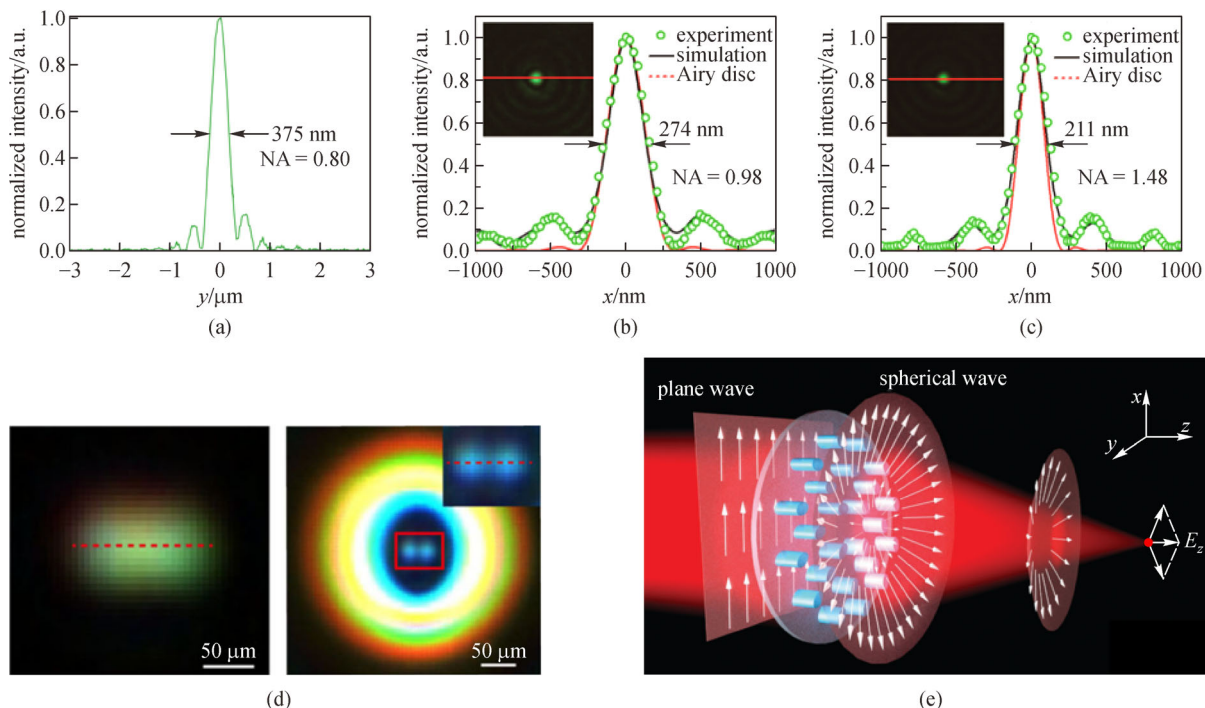 normalized intensity/a.u.
1.0
0.8
0.6
0.4
0.2
0.0
375 nm
NA = 0.80
−3 −2 −1 0 1 2 3
y/μm
(a)
normalized intensity/a.u.
1.0
0.8
0.6
0.4
0.2
0.0
experiment
simulation
Airy disc
274 nm
NA = 0.98
−1000 −500 0 500 1000
x/nm
(b)
normalized intensity/a.u.
1.0
0.8
0.6
0.4
0.2
0.0
experiment
simulation
Airy disc
211 nm
NA = 1.48
−1000 −500 0 500 1000
x/nm
(c)
50 μm
50 μm
(d)
plane wave
spherical wave
x
y
z
E_z
(e)